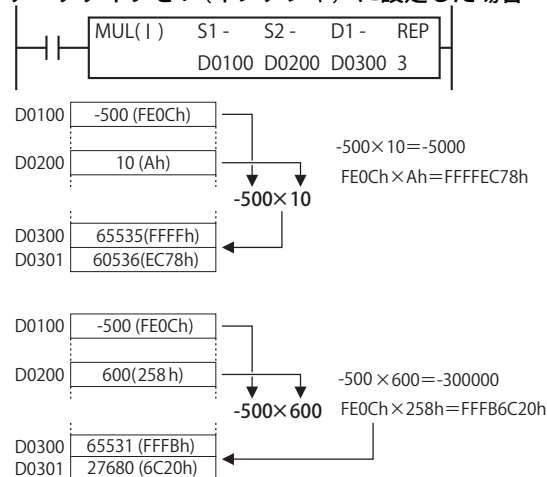 MUL(I) S1 - S2 - D1 - REP
D0100 D0200 D0300 3
D0100 -500 (FE0Ch)
D0200 10 (Ah)
-500×10
-500×10=-5000
FE0Ch×Ah=FFFFEC78h
D0300 65535(FFFFh)
D0301 60536(EC78h)
D0100 -500 (FE0Ch)
D0200 600(258 h)
-500×600
-500 ×600=-300000
FE0Ch×258h=FFFB6C20h
D0300 65531 (FFFBh)
D0301 27680 (6C20h)